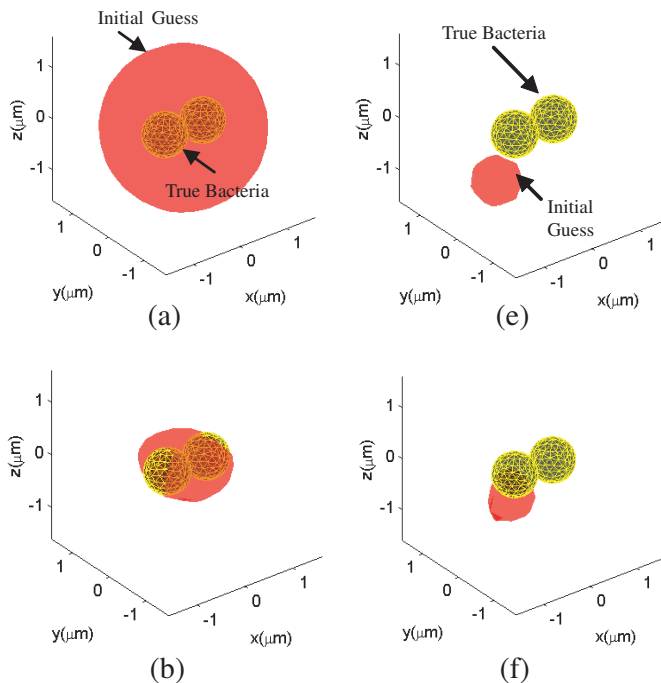 Initial Guess
True Bacteria
z(μm)
1
0
-1
1
0
-1
y(μm)
-1
0
1
x(μm)
(a)
True Bacteria
Initial
Guess
z(μm)
1
0
-1
1
0
-1
y(μm)
-1
0
1
x(μm)
(e)
z(μm)
1
0
-1
1
0
-1
y(μm)
-1
0
1
x(μm)
(b)
z(μm)
1
0
-1
1
0
-1
y(μm)
-1
0
1
x(μm)
(f)